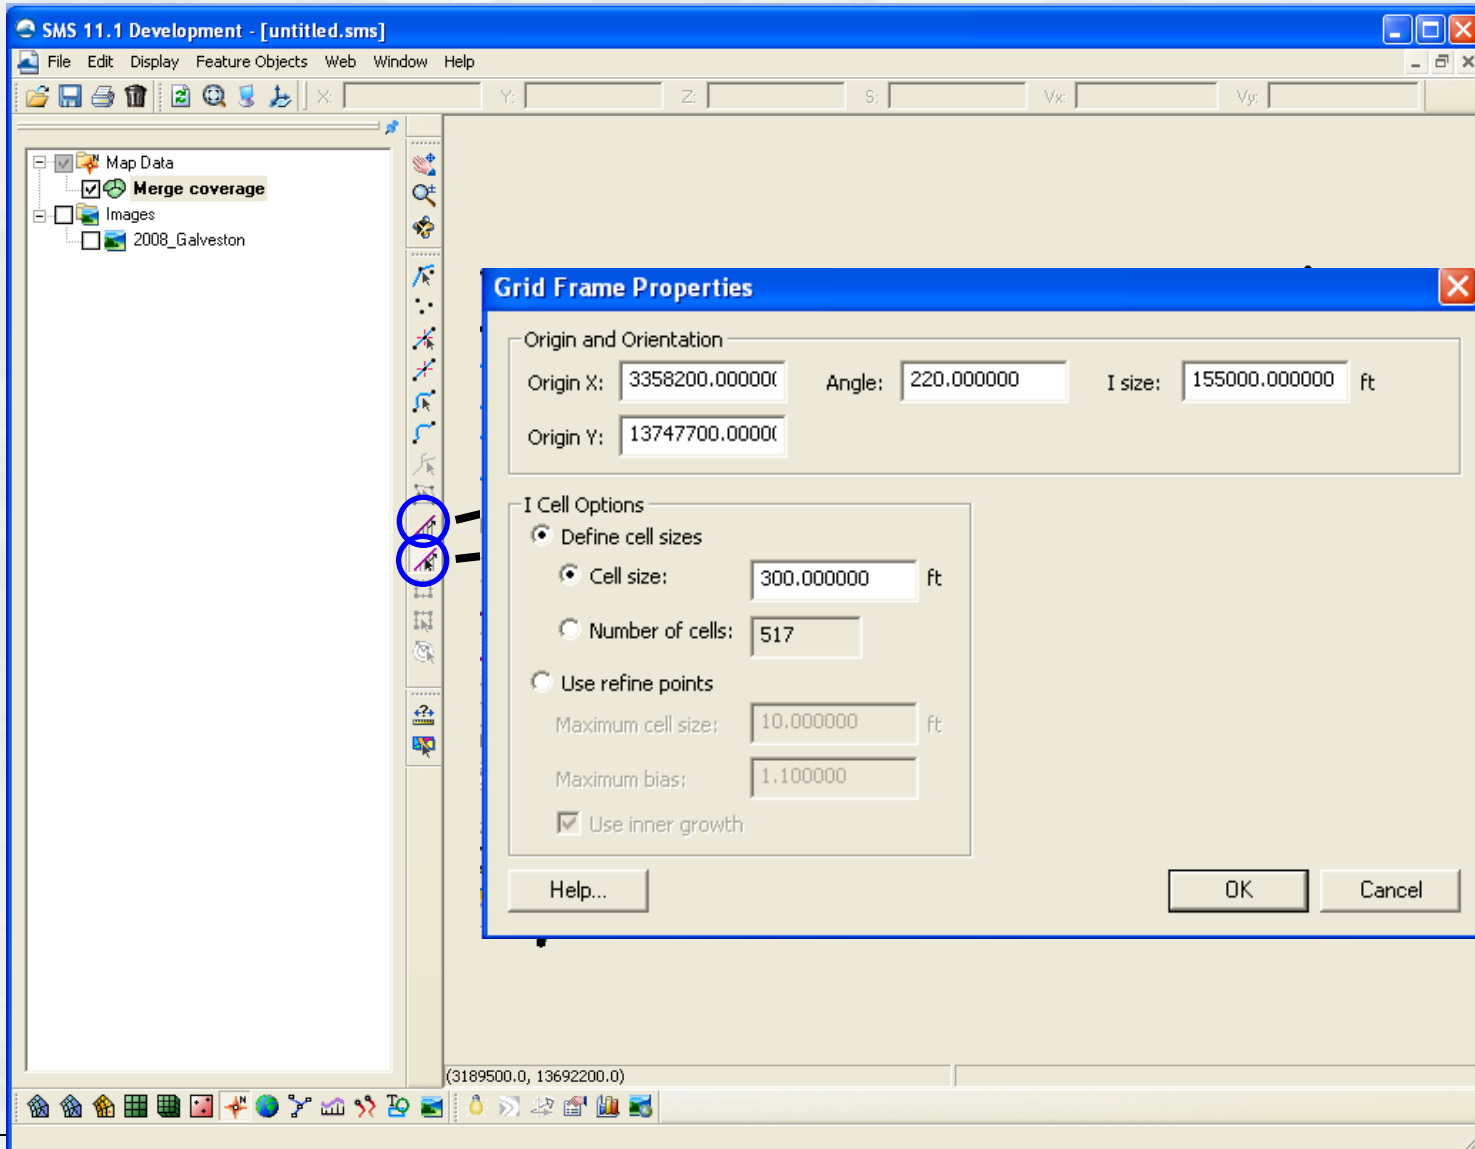 SMS 11.1 Development - [untitled.sms]
File Edit Display Feature Objects Web Window Help
X: Y: Z: S: Vx: Vy:
Map Data
Merge coverage
Images
2008_Galveston
Grid Frame Properties
Origin and Orientation
Origin X: 3358200.000000 Angle: 220.000000 I size: 155000.000000 ft
Origin Y: 13747700.00000
I Cell Options
Define cell sizes
Cell size: 300.000000 ft
Number of cells: 517
Use refine points
Maximum cell size: 10.000000 ft
Maximum bias: 1.100000
Use inner growth
Help... OK Cancel
(3189500.0, 13692200.0)